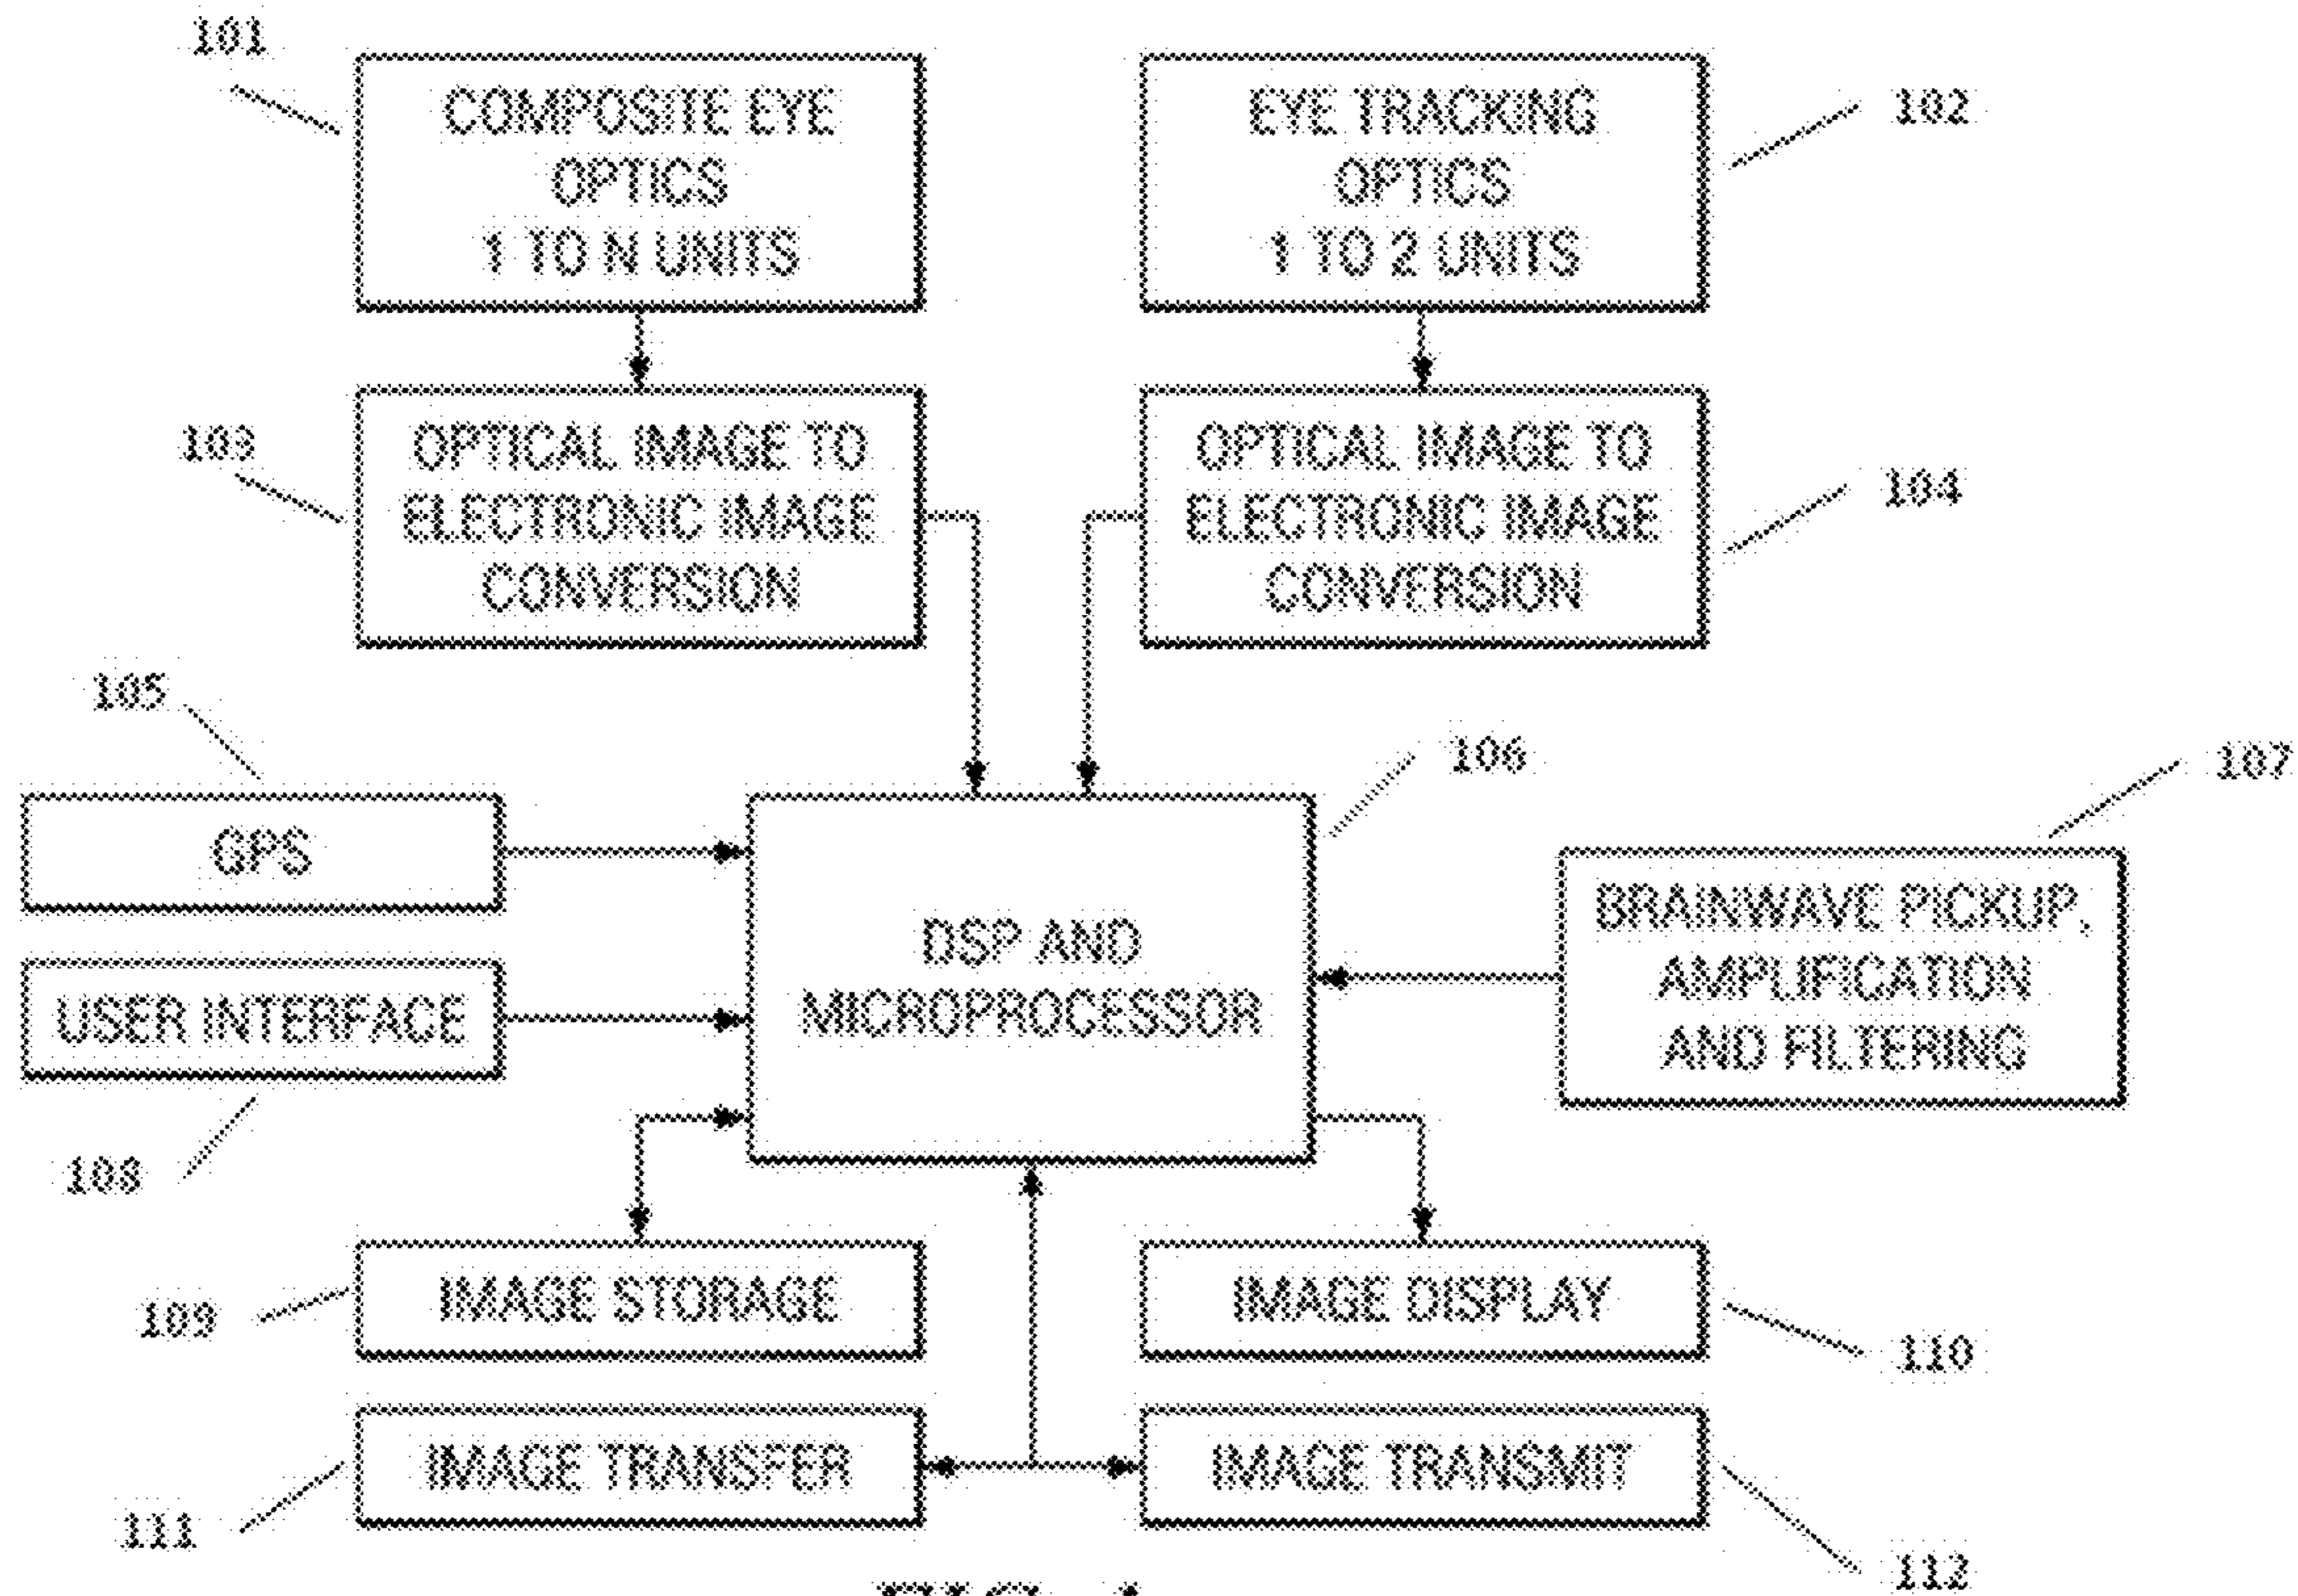 101
COMPOSITE EYE
OPTICS
1 TO N UNITS
EYE TRACKING
OPTICS
1 TO 2 UNITS
102
103
OPTICAL IMAGE TO
ELECTRONIC IMAGE
CONVERSION
OPTICAL IMAGE TO
ELECTRONIC IMAGE
CONVERSION
104
105
GPS
106
107
DSP AND
MICROPROCESSOR
BRAINWAVE PICKUP,
AMPLIFICATION
AND FILTERING
USER INTERFACE
108
109
IMAGE STORAGE
IMAGE DISPLAY
110
111
IMAGE TRANSFER
IMAGE TRANSMIT
112